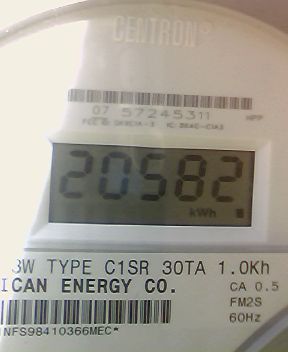 CENTRON®
07 57245311 HPP
20582
kWh
3W TYPE C1SR 30TA 1.0Kh
ICAN ENERGY CO. CA 0.5
FM2S
NFS98410366MEC* 60Hz